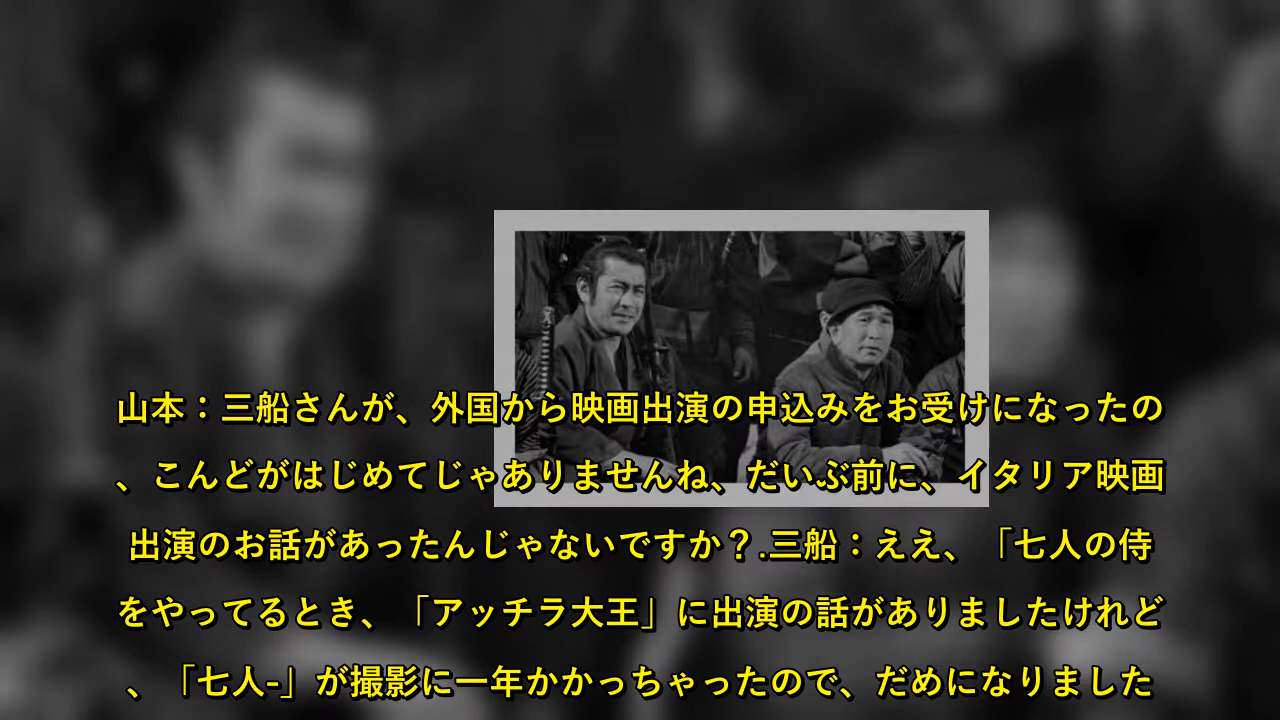 山本：三船さんが、外国から映画出演の申込みをお受けになったの
、こんどがはじめてじゃありませんね、だいぶ前に、イタリア映画
出演のお話があったんじゃないですか？.三船：ええ、「七人の侍
をやってるとき、「アッチラ大王」に出演の話がありましたけれど
、「七人-」が撮影に一年かかっちゃったので、だめになりました